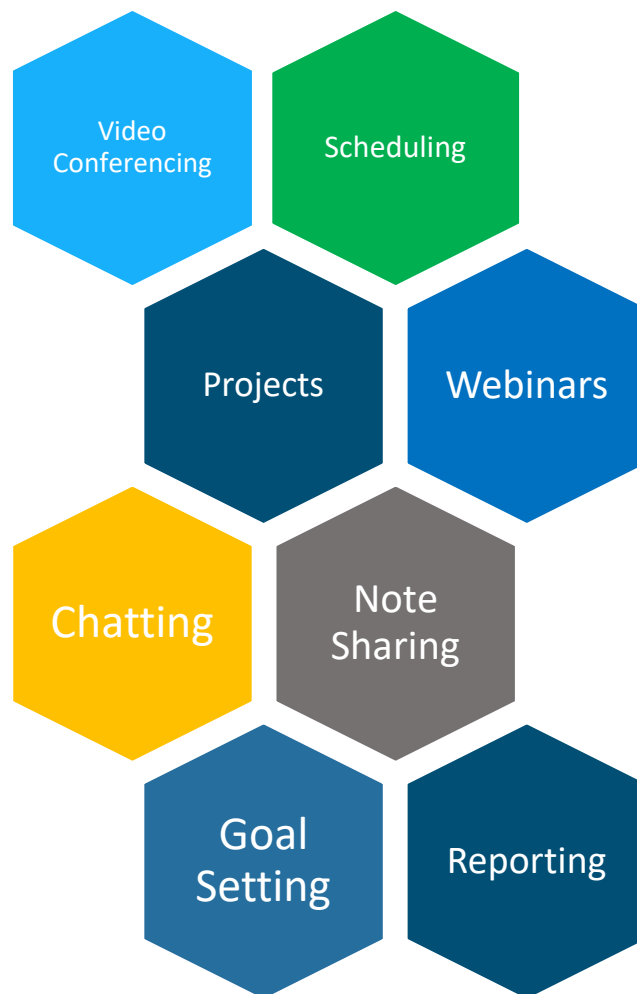 Video
Conferencing
Scheduling
Projects
Webinars
Chatting
Note
Sharing
Goal
Setting
Reporting